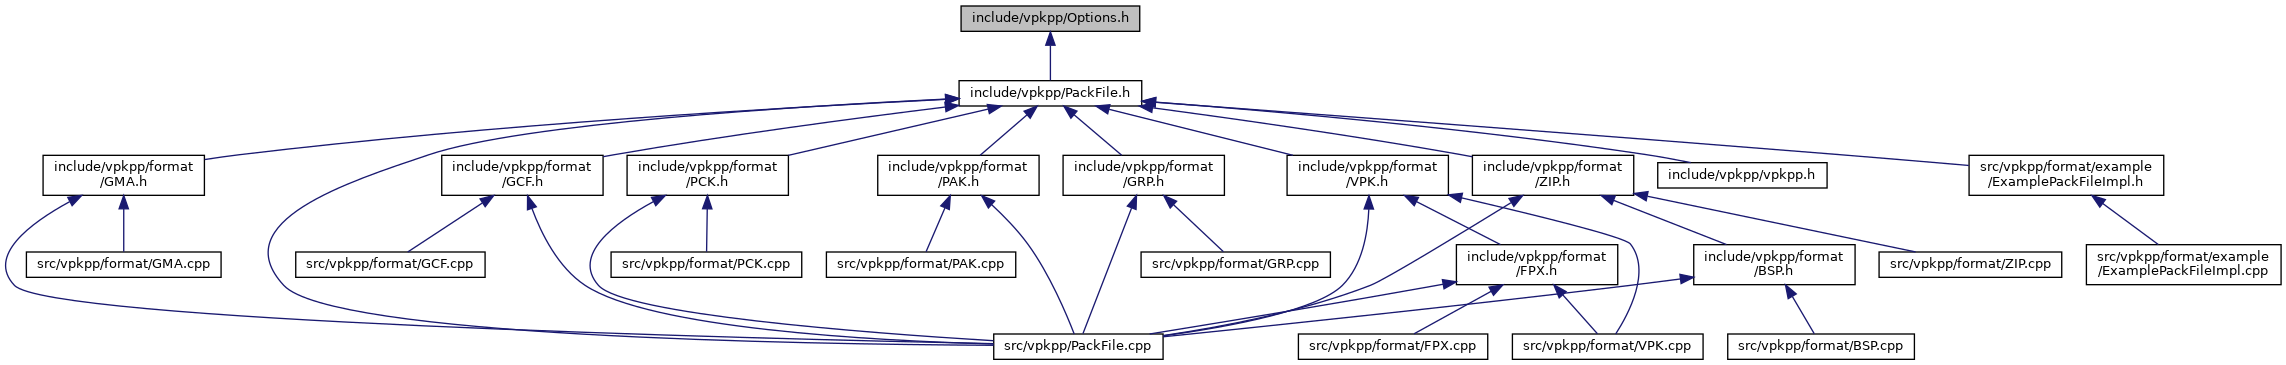 include/vpkpp/Options.h
include/vpkpp/PackFile.h
include/vpkpp/format
/GMA.h
include/vpkpp/format
/GCF.h
include/vpkpp/format
/PCK.h
include/vpkpp/format
/PAK.h
include/vpkpp/format
/GRP.h
include/vpkpp/format
/VPK.h
include/vpkpp/format
/ZIP.h
include/vpkpp/vpkpp.h
src/vpkpp/format/example
/ExamplePackFileImpl.h
src/vpkpp/format/GMA.cpp
src/vpkpp/format/GCF.cpp
src/vpkpp/format/PCK.cpp
src/vpkpp/format/PAK.cpp
src/vpkpp/format/GRP.cpp
include/vpkpp/format
/FPX.h
include/vpkpp/format
/BSP.h
src/vpkpp/format/ZIP.cpp
src/vpkpp/format/example
/ExamplePackFileImpl.cpp
src/vpkpp/PackFile.cpp
src/vpkpp/format/FPX.cpp
src/vpkpp/format/VPK.cpp
src/vpkpp/format/BSP.cpp